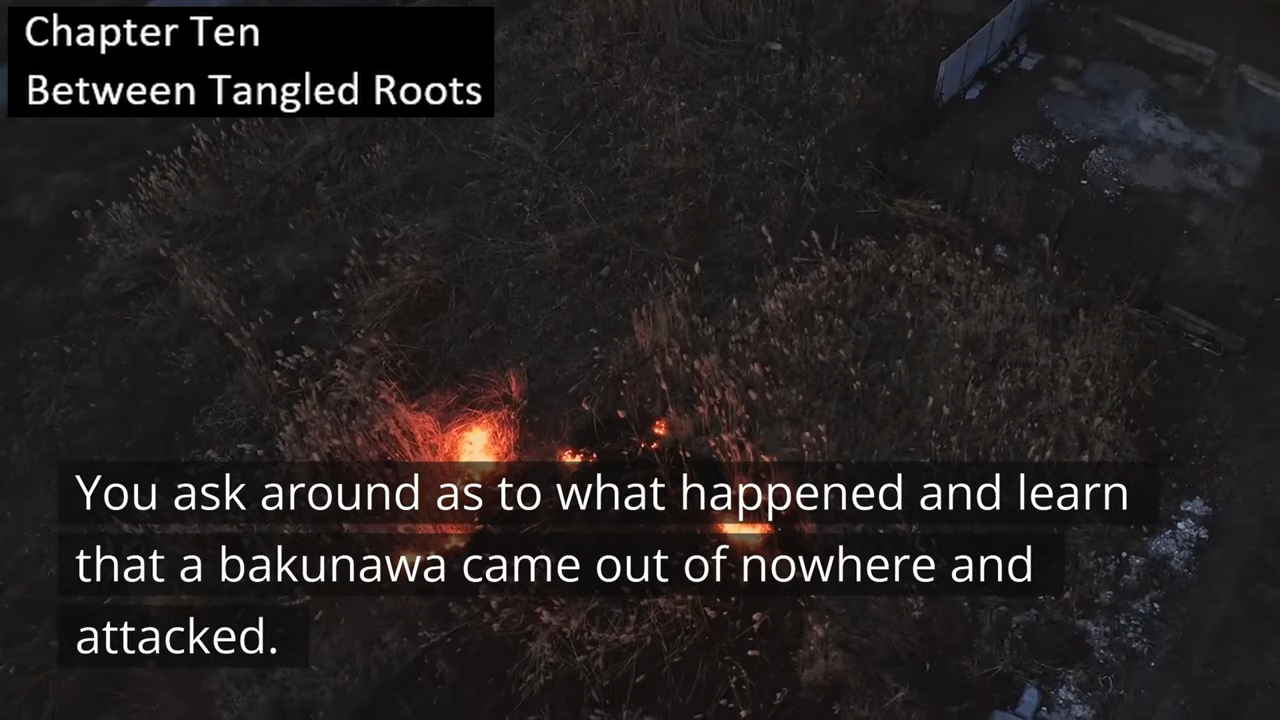 Chapter Ten
Between Tangled Roots
You ask around as to what happened and learn
that a bakunawa came out of nowhere and
attacked.